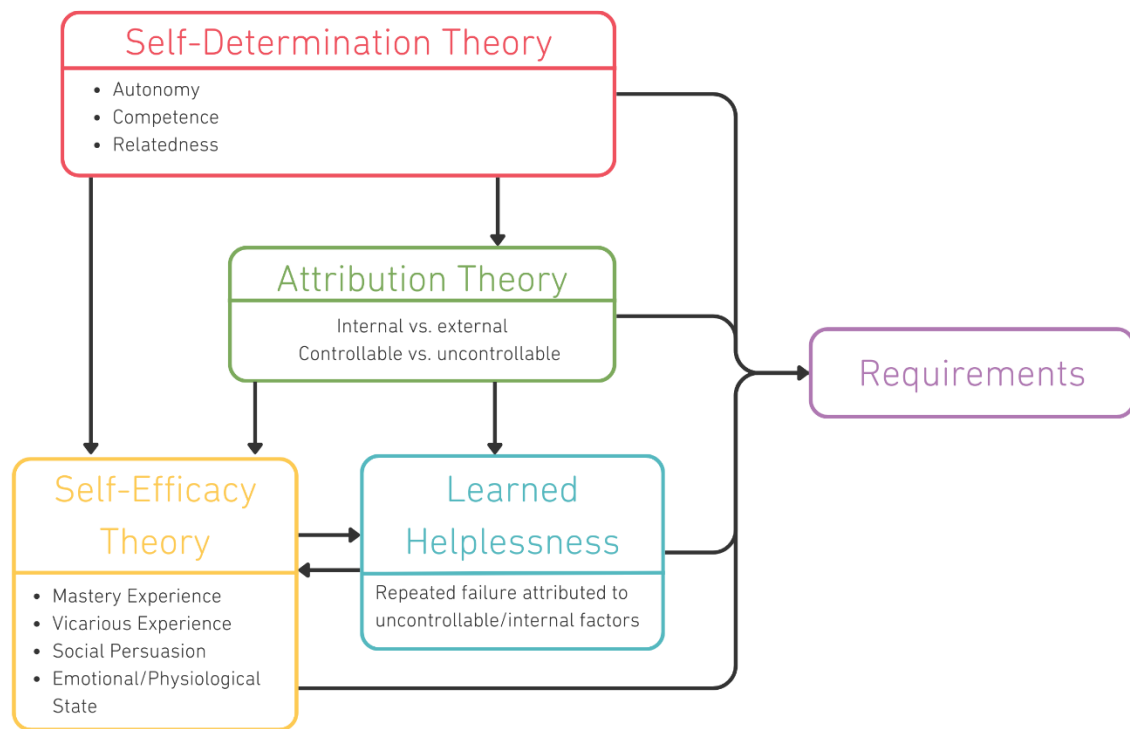 Self-Determination Theory
• Autonomy
• Competence
• Relatedness
Attribution Theory
Internal vs. external
Controllable vs. uncontrollable
Requirements
Self-Efficacy
Theory
• Mastery Experience
• Vicarious Experience
• Social Persuasion
• Emotional/Physiological
State
Learned
Helplessness
Repeated failure attributed to
uncontrollable/internal factors